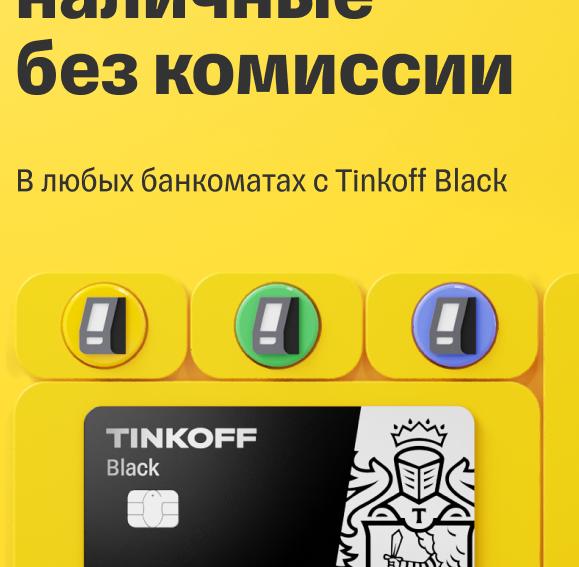 наличные
без комиссии
В любых банкоматах с Tinkoff Black
TINKOFF
Black
T